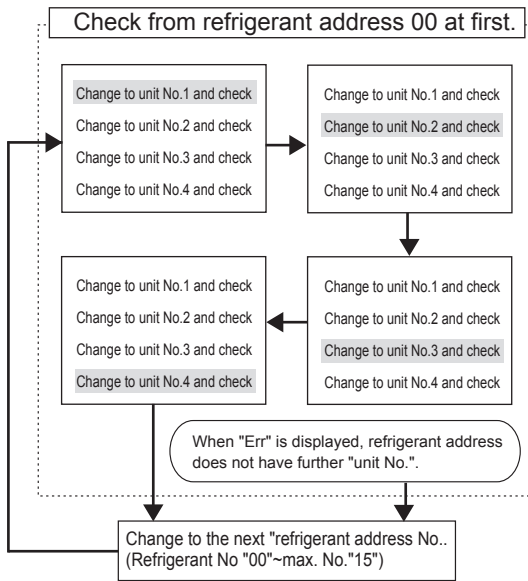 Check from refrigerant address 00 at first.
Change to unit No.1 and check
Change to unit No.2 and check
Change to unit No.3 and check
Change to unit No.4 and check
Change to unit No.1 and check
Change to unit No.2 and check
Change to unit No.3 and check
Change to unit No.4 and check
Change to unit No.1 and check
Change to unit No.2 and check
Change to unit No.3 and check
Change to unit No.4 and check
Change to unit No.1 and check
Change to unit No.2 and check
Change to unit No.3 and check
Change to unit No.4 and check
When "Err" is displayed, refrigerant address
does not have further "unit No.".
Change to the next "refrigerant address No..
(Refrigerant No "00"~max. No."15")